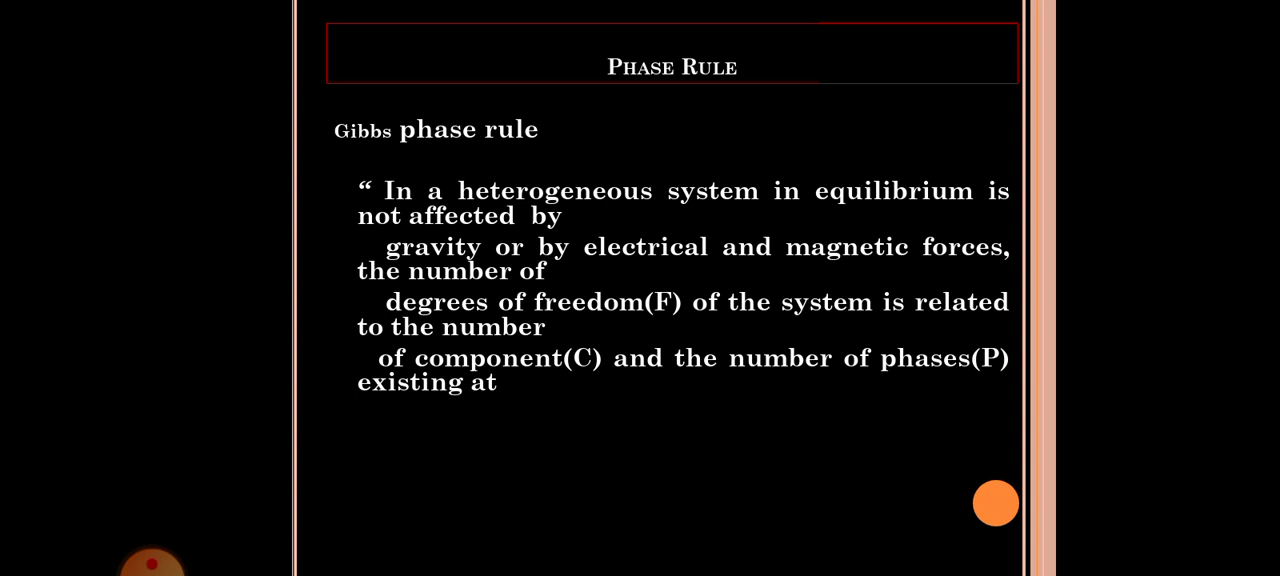 Phase Rule
Gibbs phase rule
“ In a heterogeneous system in equilibrium is
not affected by
gravity or by electrical and magnetic forces,
the number of
degrees of freedom(F) of the system is related
to the number
of component(C) and the number of phases(P)
existing at